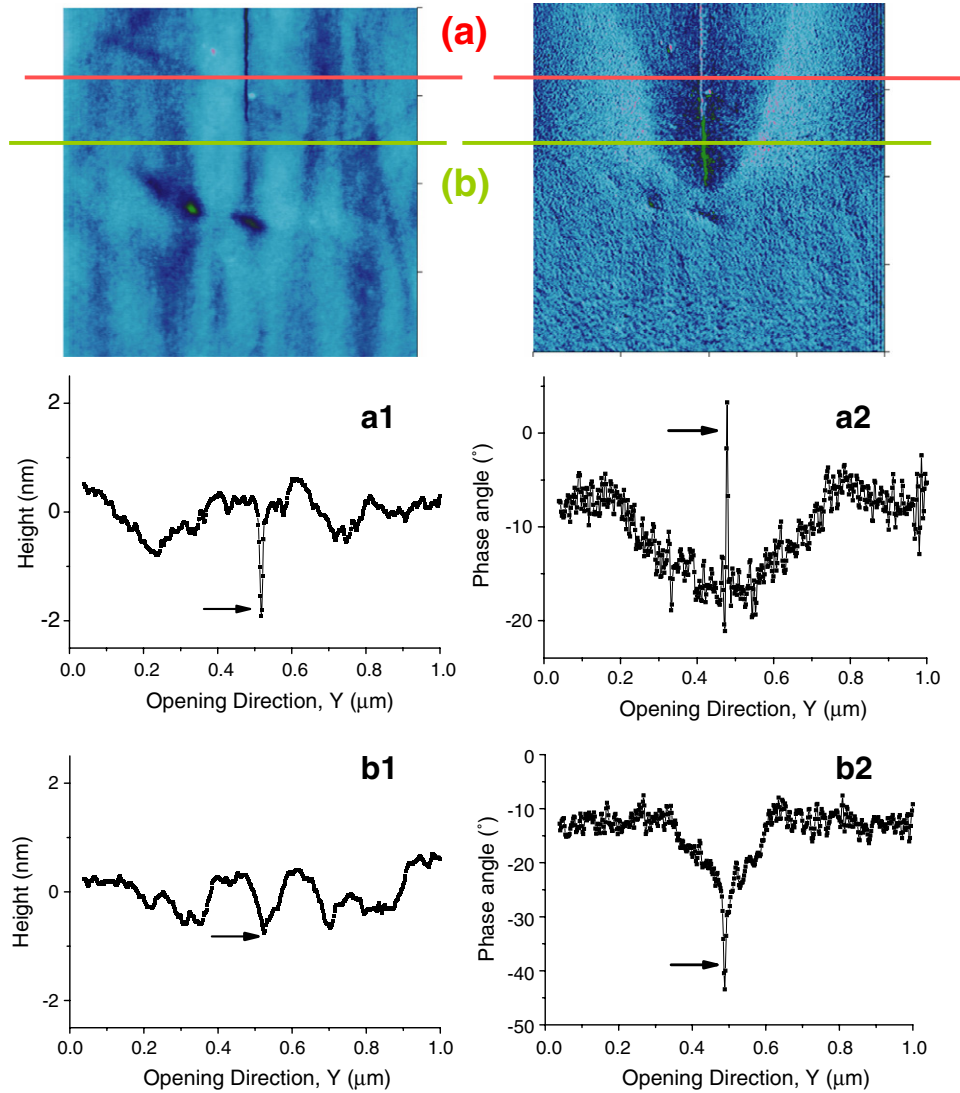 (a)
(b)
a1
Height (nm)
2
0
-2
0.0 0.2 0.4 0.6 0.8 1.0
Opening Direction, Y (μm)
a2
Phase angle (˚)
0
-10
-20
0.0 0.2 0.4 0.6 0.8 1.0
Opening Direction, Y (μm)
b1
Height (nm)
2
0
-2
0.0 0.2 0.4 0.6 0.8 1.0
Opening Direction, Y (μm)
b2
Phase angle (˚)
0
-10
-20
-30
-40
-50
0.0 0.2 0.4 0.6 0.8 1.0
Opening Direction, Y (μm)